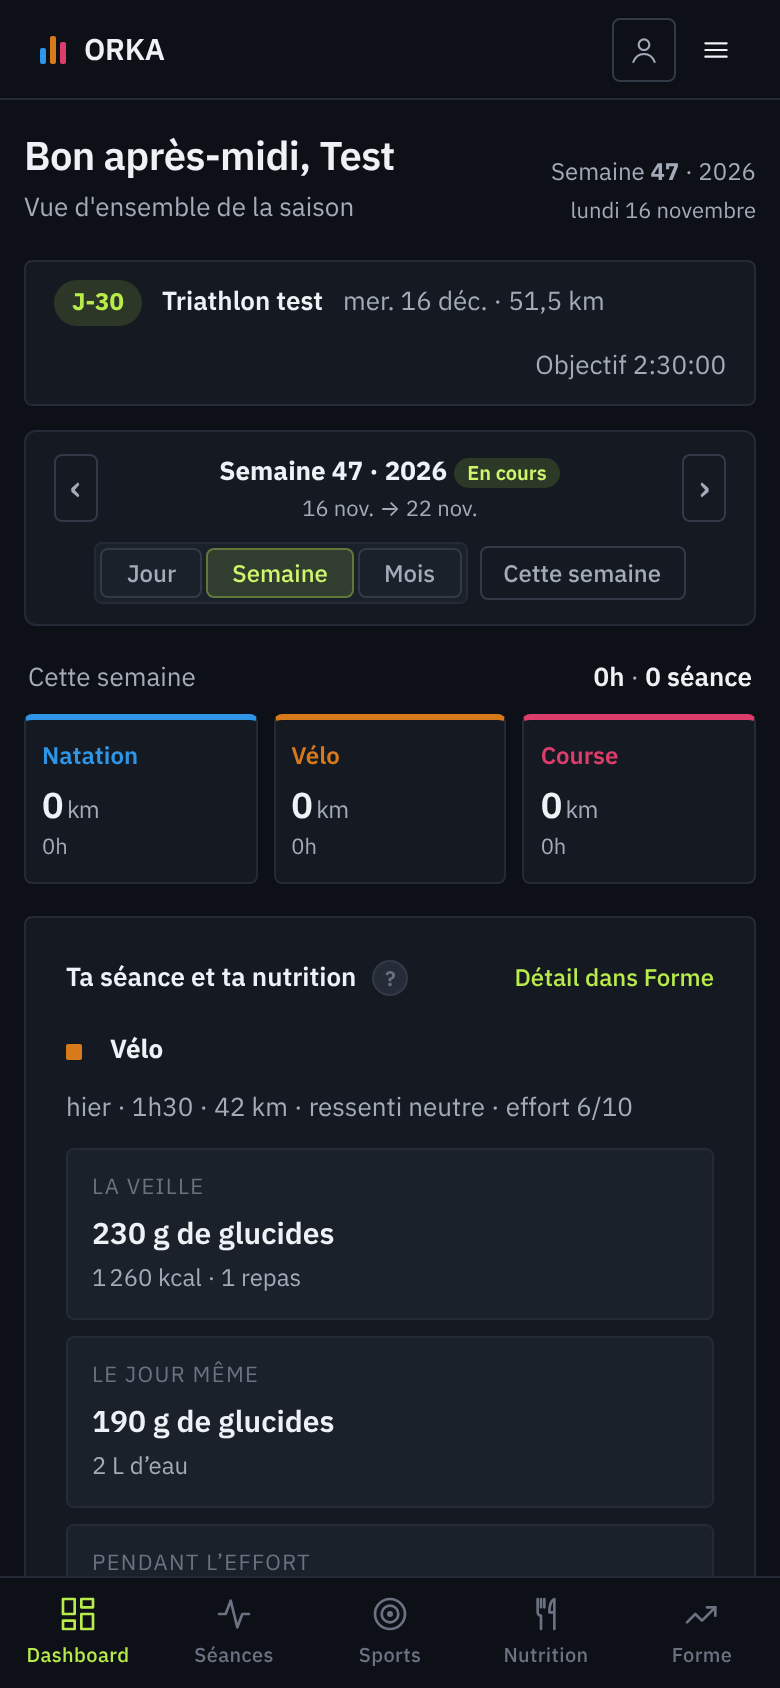 ORKA
Bon après-midi, Test
Vue d'ensemble de la saison
Semaine 47 · 2026
lundi 16 novembre
J-30 Triathlon test mer. 16 déc. · 51,5 km
Objectif 2:30:00
‹
Semaine 47 · 2026 En cours
16 nov. → 22 nov.
›
Jour Semaine Mois Cette semaine
Cette semaine 0h · 0 séance
Natation
0 km
0h
Vélo
0 km
0h
Course
0 km
0h
Ta séance et ta nutrition ? Détail dans Forme
Vélo
hier · 1h30 · 42 km · ressenti neutre · effort 6/10
LA VEILLE
230 g de glucides
1 260 kcal · 1 repas
LE JOUR MÊME
190 g de glucides
2 L d’eau
PENDANT L’EFFORT
Dashboard Séances Sports Nutrition Forme